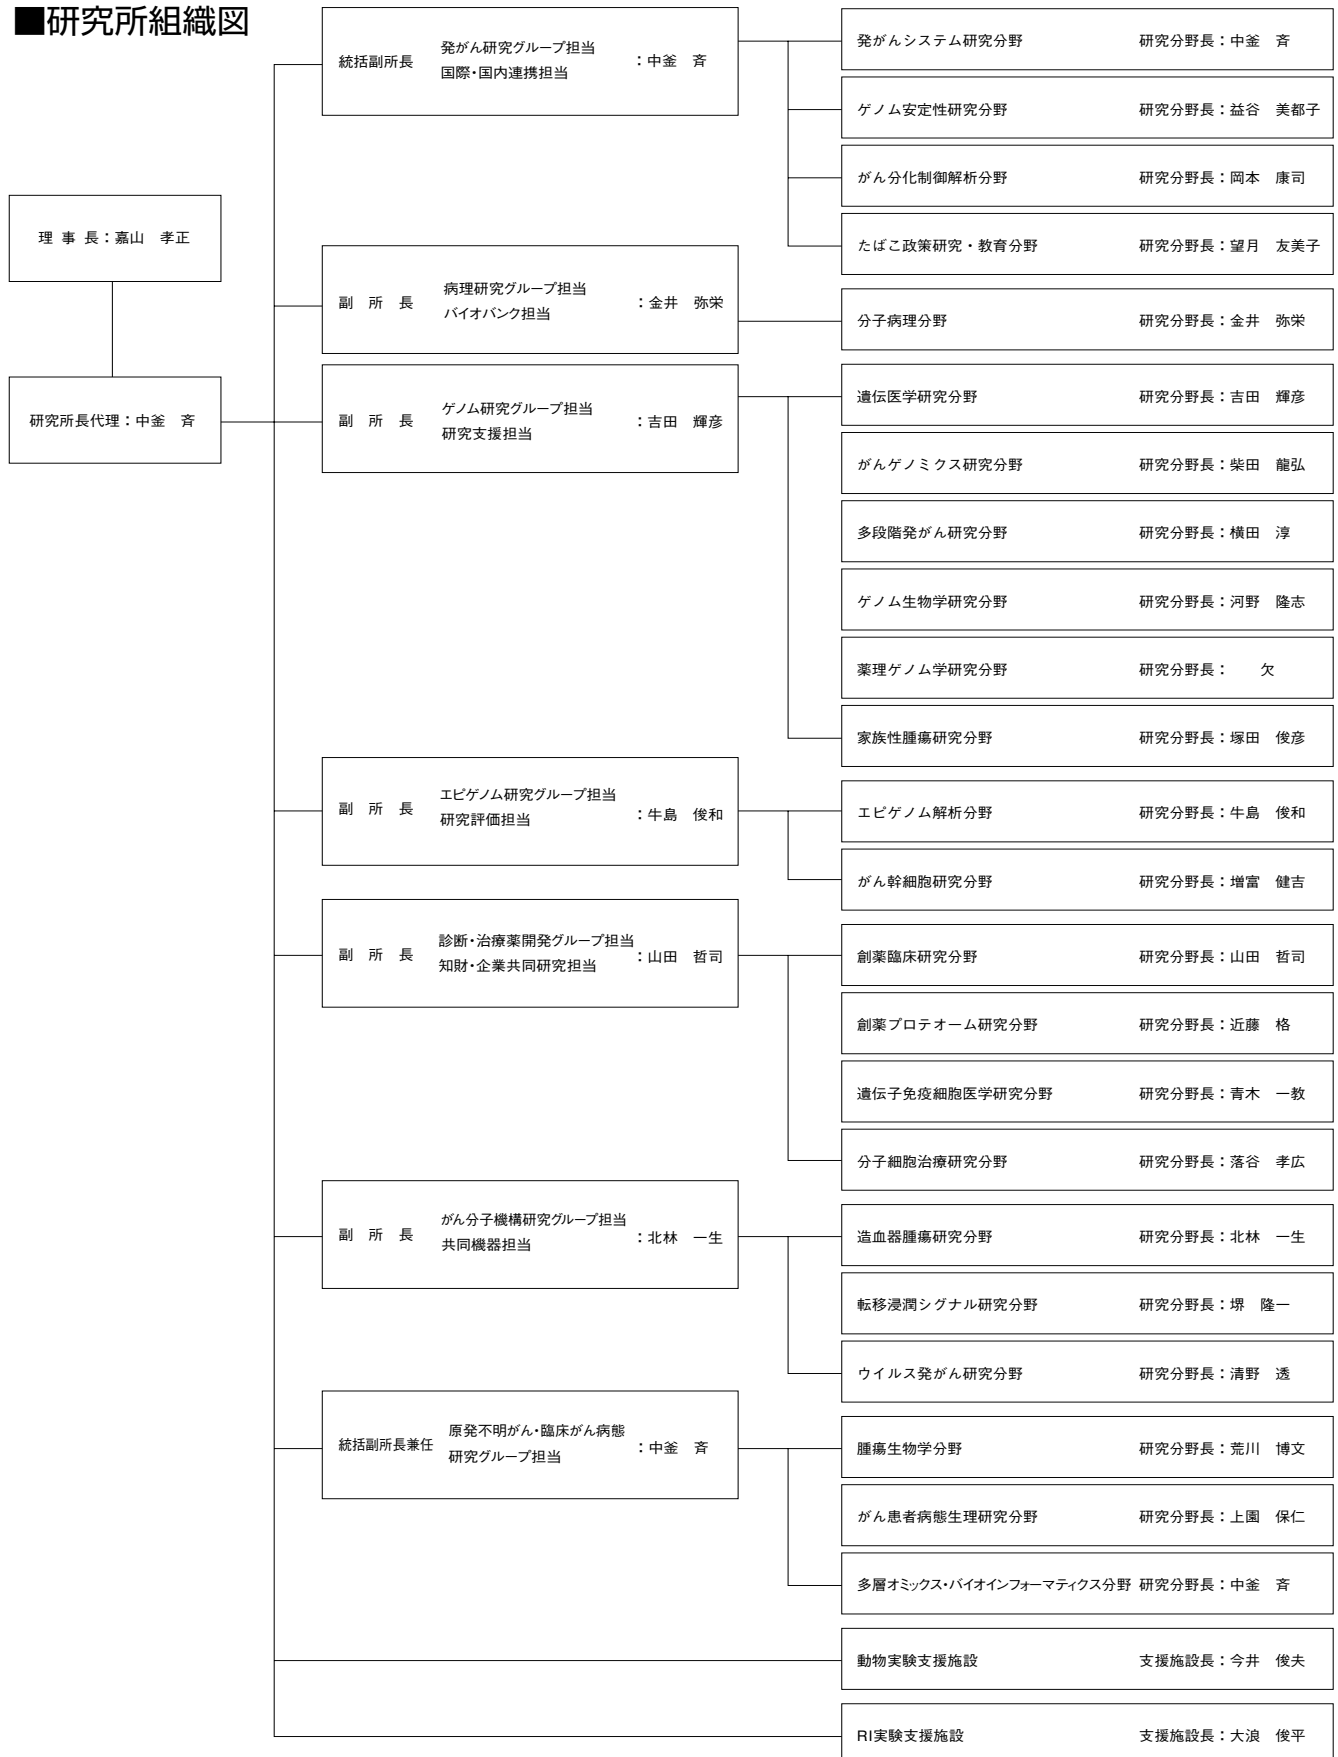 ■研究所組織図
理 事 長：嘉山 孝正
研究所長代理：中釜 斉
統括副所長 発がん研究グループ担当 国際・国内連携担当 ：中釜 斉
発がんシステム研究分野 研究分野長：中釜 斉
ゲノム安定性研究分野 研究分野長：益谷 美都子
がん分化制御解析分野 研究分野長：岡本 康司
たばこ政策研究・教育分野 研究分野長：望月 友美子
副 所 長 病理研究グループ担当 バイオバンク担当 ：金井 弥栄
分子病理分野 研究分野長：金井 弥栄
副 所 長 ゲノム研究グループ担当 研究支援担当 ：吉田 輝彦
遺伝医学研究分野 研究分野長：吉田 輝彦
がんゲノミクス研究分野 研究分野長：柴田 龍弘
多段階発がん研究分野 研究分野長：横田 淳
ゲノム生物学研究分野 研究分野長：河野 隆志
薬理ゲノム学研究分野 研究分野長： 欠
家族性腫瘍研究分野 研究分野長：塚田 俊彦
副 所 長 エピゲノム研究グループ担当 研究評価担当 ：牛島 俊和
エピゲノム解析分野 研究分野長：牛島 俊和
がん幹細胞研究分野 研究分野長：増富 健吉
副 所 長 診断・治療薬開発グループ担当 知財・企業共同研究担当 ：山田 哲司
創薬臨床研究分野 研究分野長：山田 哲司
創薬プロテオーム研究分野 研究分野長：近藤 格
遺伝子免疫細胞医学研究分野 研究分野長：青木 一教
分子細胞治療研究分野 研究分野長：落谷 孝広
副 所 長 がん分子機構研究グループ担当 共同機器担当 ：北林 一生
造血器腫瘍研究分野 研究分野長：北林 一生
転移浸潤シグナル研究分野 研究分野長：堺 隆一
ウイルス発がん研究分野 研究分野長：清野 透
統括副所長兼任 原発不明がん・臨床がん病態 研究グループ担当 ：中釜 斉
腫瘍生物学分野 研究分野長：荒川 博文
がん患者病態生理研究分野 研究分野長：上園 保仁
多層オミックス・バイオインフォーマティクス分野 研究分野長：中釜 斉
動物実験支援施設 支援施設長：今井 俊夫
RI実験支援施設 支援施設長：大浪 俊平